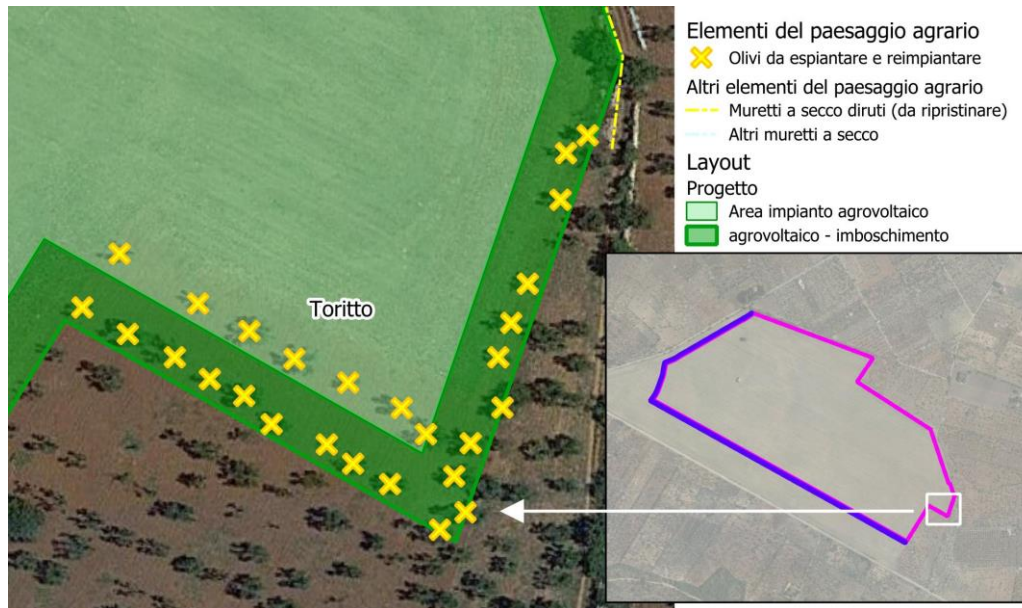 Toritto
Elementi del paesaggio agrario
Olivi da espiantare e reimpiantare
Altri elementi del paesaggio agrario
Muretti a secco diruti (da ripristinare)
Altri muretti a secco
Layout
Progetto
Area impianto agrovoltaico
agrovoltaico - imboschimento